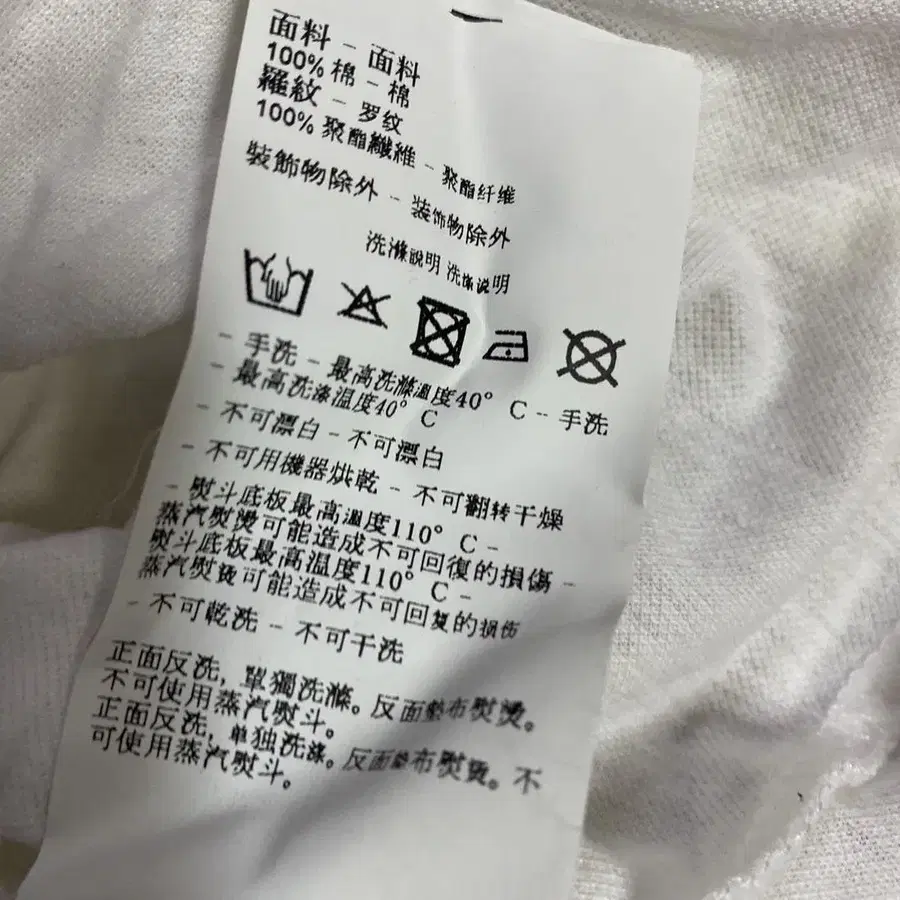 面料 - 面料
100% 棉 - 棉
羅紋 - 罗纹
100% 聚酯纖維 - 聚酯纤维
裝飾物除外 - 装饰物除外
洗滌說明 洗涤说明
- 手洗 - 最高洗滌溫度40° C - 手洗
- 最高洗涤温度40° C
- 不可漂白 - 不可漂白
- 不可用機器烘乾 - 不可翻转干燥
- 熨斗底板最高溫度110° C -
蒸汽熨燙可能造成不可回復的損傷 -
熨斗底板最高温度110° C -
蒸汽熨烫可能造成不可回复的损伤
- 不可乾洗 - 不可干洗
正面反洗，單獨洗滌。反面墊布熨燙。
不可使用蒸汽熨斗。
正面反洗，单独洗涤。反面垫布熨烫。不
可使用蒸汽熨斗。